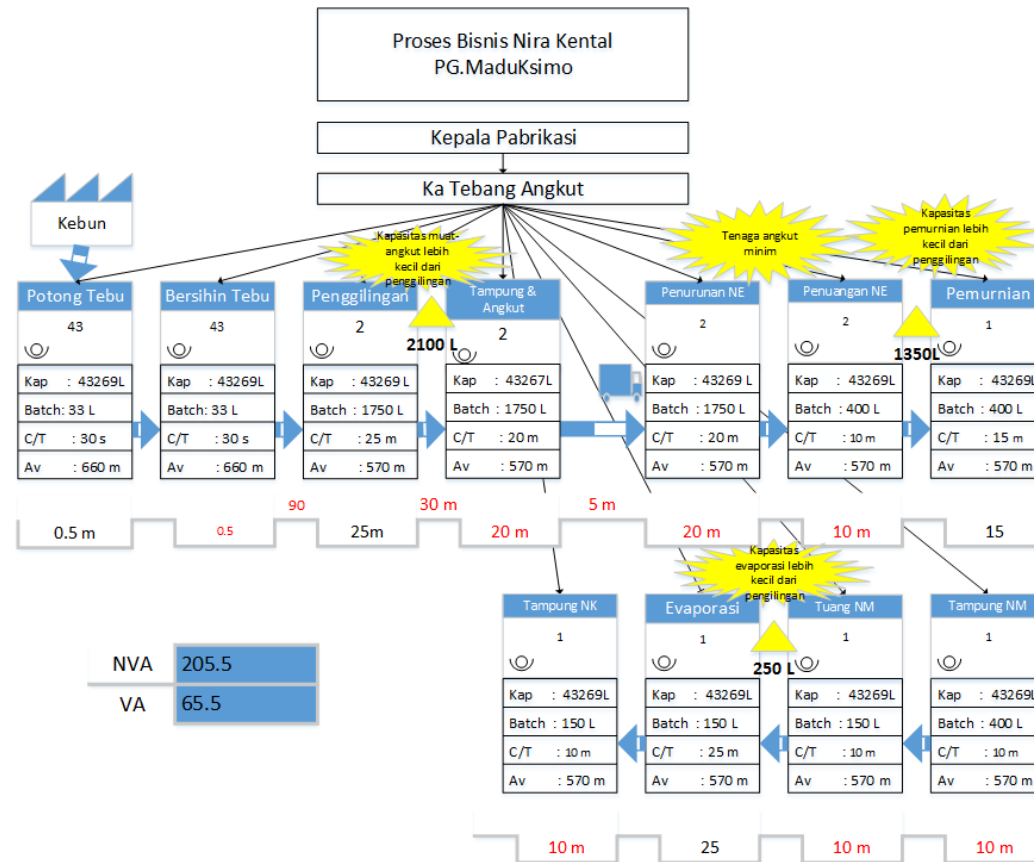 Proses Bisnis Nira Kental
PG.MaduKsimo
Kepala Pabrikasi
Ka Tebang Angkut
Kebun
Kapasitas muat-
angkut lebih
kecil dari
penggilingan
Tenaga angkut
minim
Kapasitas
pemurnian lebih
kecil dari
penggilingan
Potong Tebu
43
Kap : 43269L
Batch: 33 L
C/T : 30 s
Av : 660 m
Bersihin Tebu
43
Kap : 43269L
Batch: 33 L
C/T : 30 s
Av : 660 m
Penggilingan
2
Kap : 43269 L
Batch : 1750 L
C/T : 25 m
Av : 570 m
2100 L
Tampung &
Angkut
2
Kap : 43267L
Batch : 1750 L
C/T : 20 m
Av : 570 m
Penurunan NE
2
Kap : 43269 L
Batch : 1750 L
C/T : 20 m
Av : 570 m
Penuangan NE
2
Kap : 43269L
Batch : 400 L
C/T : 10 m
Av : 570 m
1350L
Pemurnian
1
Kap : 43269L
Batch : 400 L
C/T : 15 m
Av : 570 m
0.5 m
0.5
90
25m
30 m
20 m
5 m
20 m
10 m
15
Kapasitas
evaporasi lebih
kecil dari
pengilingan
Tampung NK
1
Kap : 43269L
Batch : 150 L
C/T : 10 m
Av : 570 m
Evaporasi
1
Kap : 43269L
Batch : 150 L
C/T : 25 m
Av : 570 m
250 L
Tuang NM
1
Kap : 43269L
Batch : 150 L
C/T : 10 m
Av : 570 m
Tampung NM
1
Kap : 43269L
Batch : 400 L
C/T : 10 m
Av : 570 m
NVA 205.5
VA 65.5
10 m
25
10 m
10 m